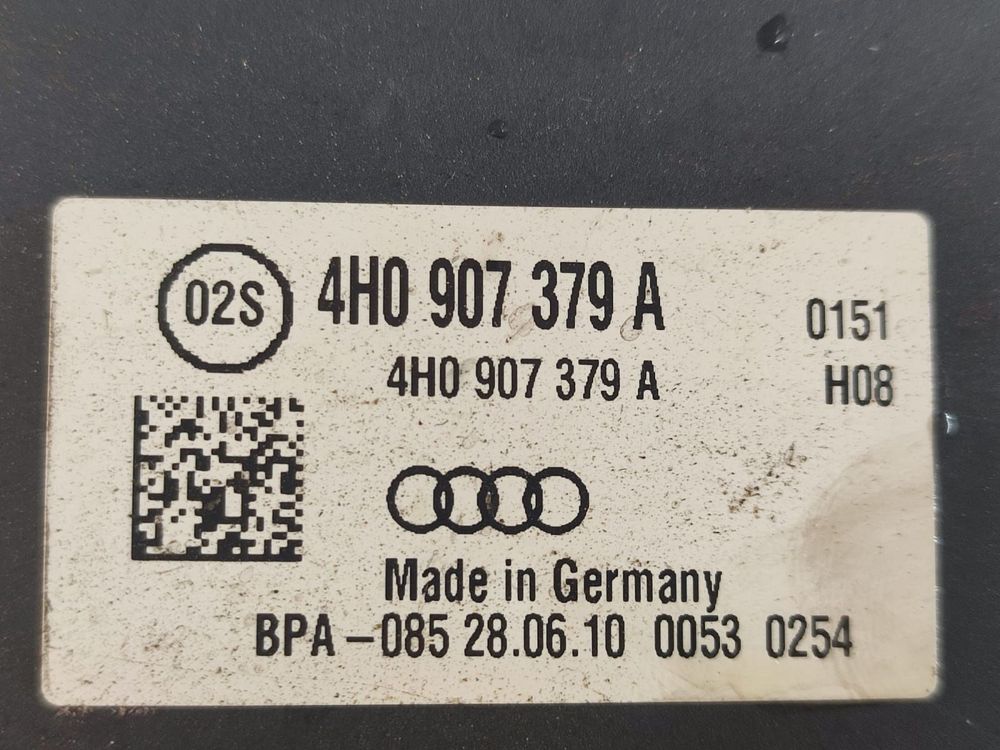 02S 4H0 907 379 A 0151
4H0 907 379 A H08
Made in Germany
BPA-085 28.06.10 0053 0254